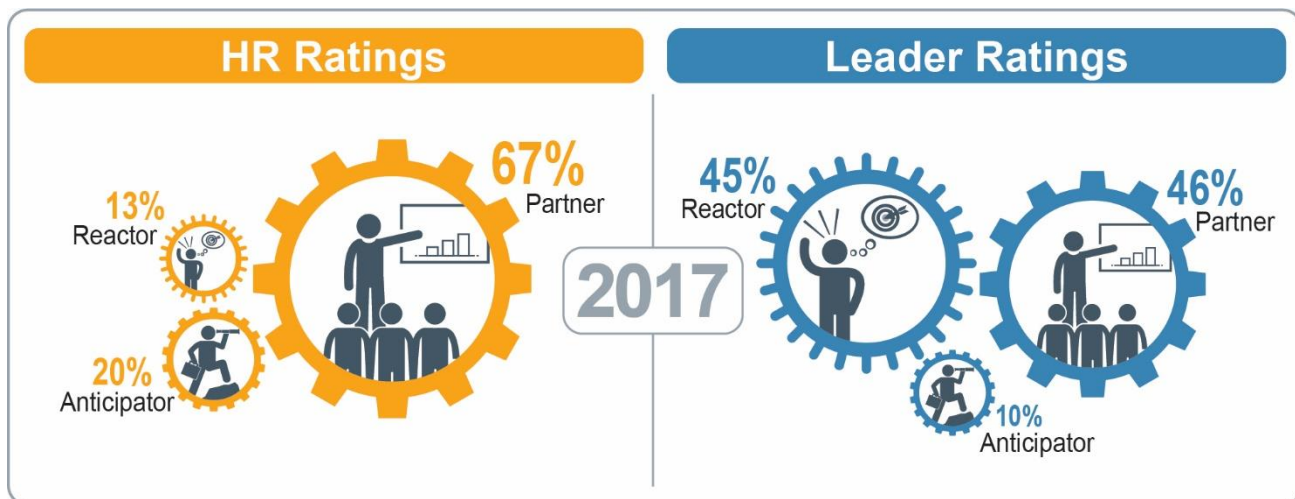 HR Ratings
Leader Ratings
67%
Partner
13%
Reactor
20%
Anticipator
2017
45%
Reactor
46%
Partner
10%
Anticipator